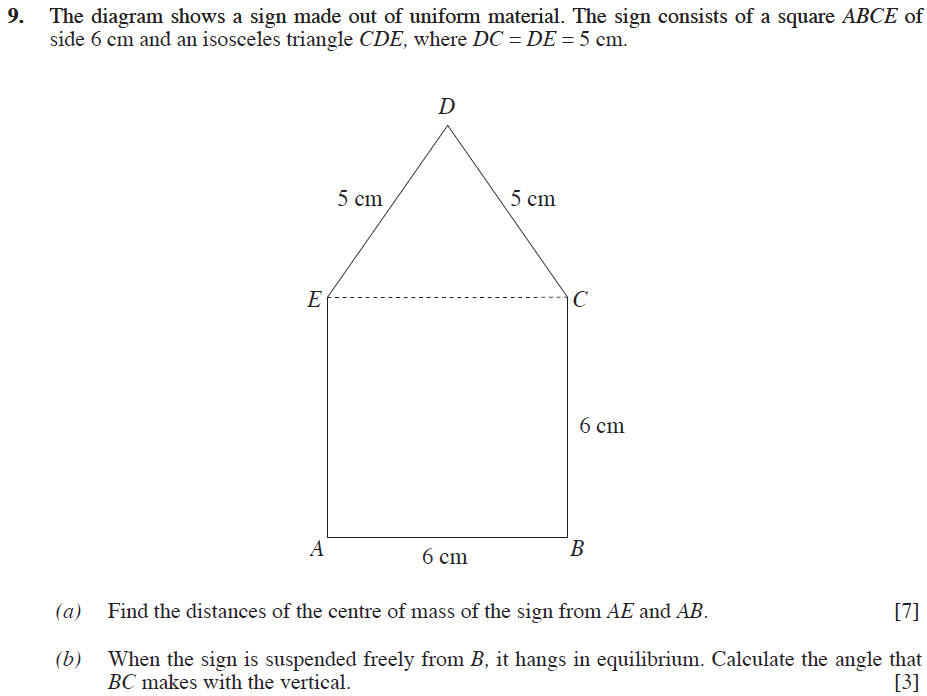 9. The diagram shows a sign made out of uniform material. The sign consists of a square ABCE of
side 6 cm and an isosceles triangle CDE, where DC = DE = 5 cm.
D
5 cm
5 cm
E
C
6 cm
A
6 cm
B
(a) Find the distances of the centre of mass of the sign from AE and AB. [7]
(b) When the sign is suspended freely from B, it hangs in equilibrium. Calculate the angle that
BC makes with the vertical. [3]